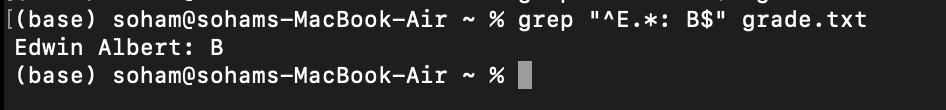 (base) soham@sohams-MacBook-Air ~ % grep "^E.*: B$" grade.txt
Edwin Albert: B
(base) soham@sohams-MacBook-Air ~ %